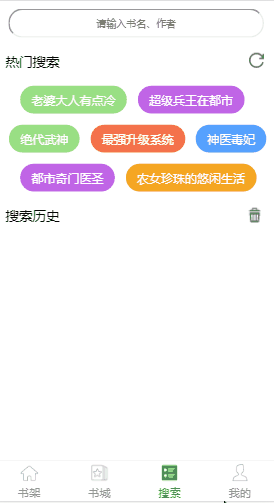 请输入书名、作者
热门搜索
老婆大人有点冷 超级兵王在都市
绝代武神 最强升级系统 神医毒妃
都市奇门医圣 农女珍珠的悠闲生活
搜索历史
书架 书城 搜索 我的